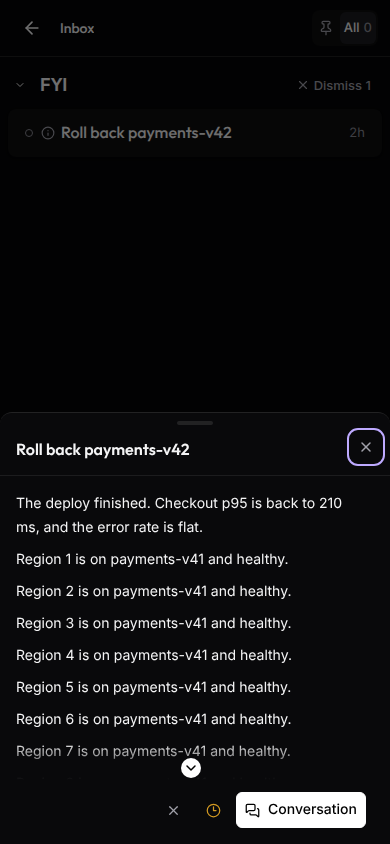 Inbox
All 0
FYI
Dismiss 1
Roll back payments-v42
2h
Roll back payments-v42
The deploy finished. Checkout p95 is back to 210
ms, and the error rate is flat.
Region 1 is on payments-v41 and healthy.
Region 2 is on payments-v41 and healthy.
Region 3 is on payments-v41 and healthy.
Region 4 is on payments-v41 and healthy.
Region 5 is on payments-v41 and healthy.
Region 6 is on payments-v41 and healthy.
Region 7 is on payments-v41 and healthy.
Conversation